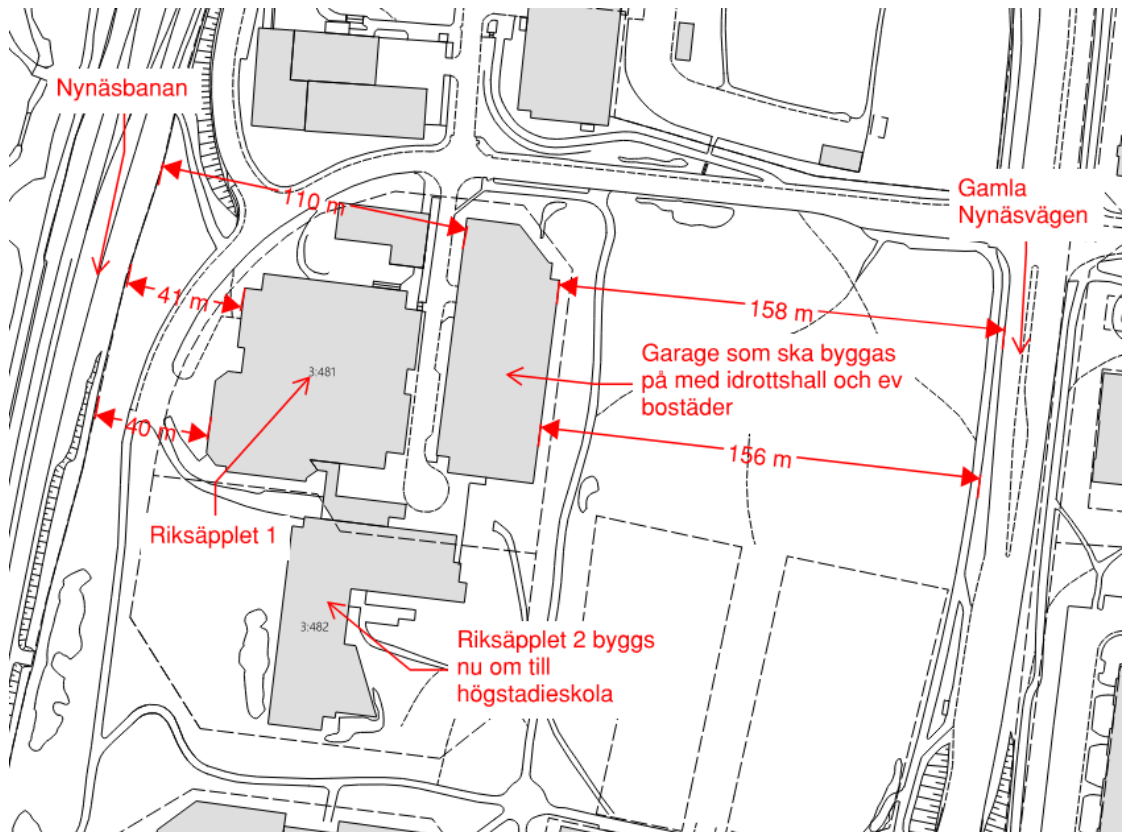 Nynäsbanan
110 m
Gamla
Nynäsvägen
41 m
158 m
Garage som ska byggas
på med idrottshall och ev
bostäder
3:481
40 m
156 m
Riksäpplet 1
3:482
Riksäpplet 2 byggs
nu om till
högstadieskola